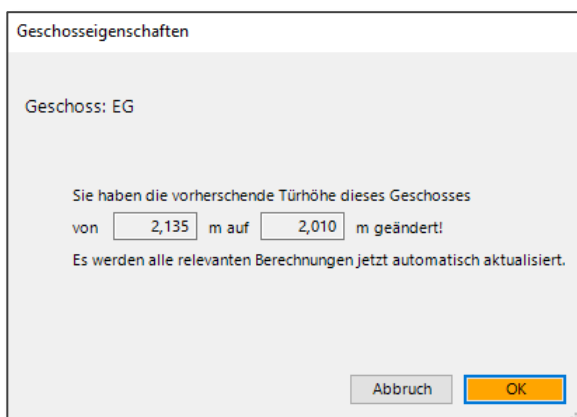 Geschosseigenschaften
Geschoss: EG
Sie haben die vorherschende Türhöhe dieses Geschosses
von 2,135 m auf 2,010 m geändert!
Es werden alle relevanten Berechnungen jetzt automatisch aktualisiert.
Abbruch OK